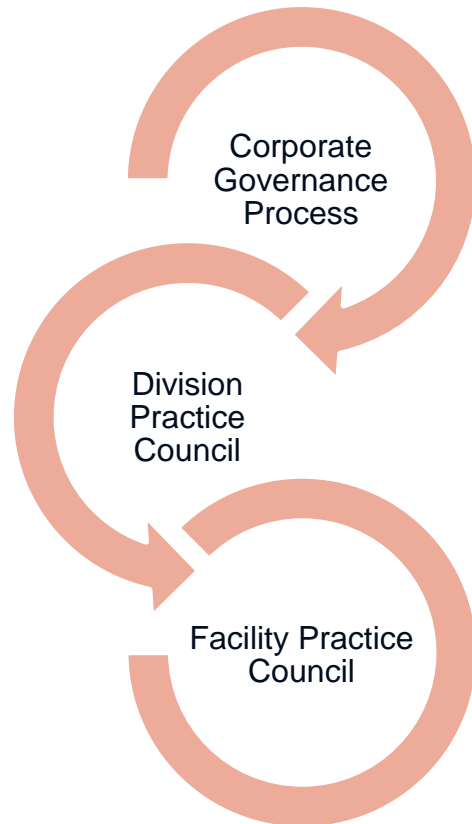 Corporate
Governance
Process
Division
Practice
Council
Facility Practice
Council